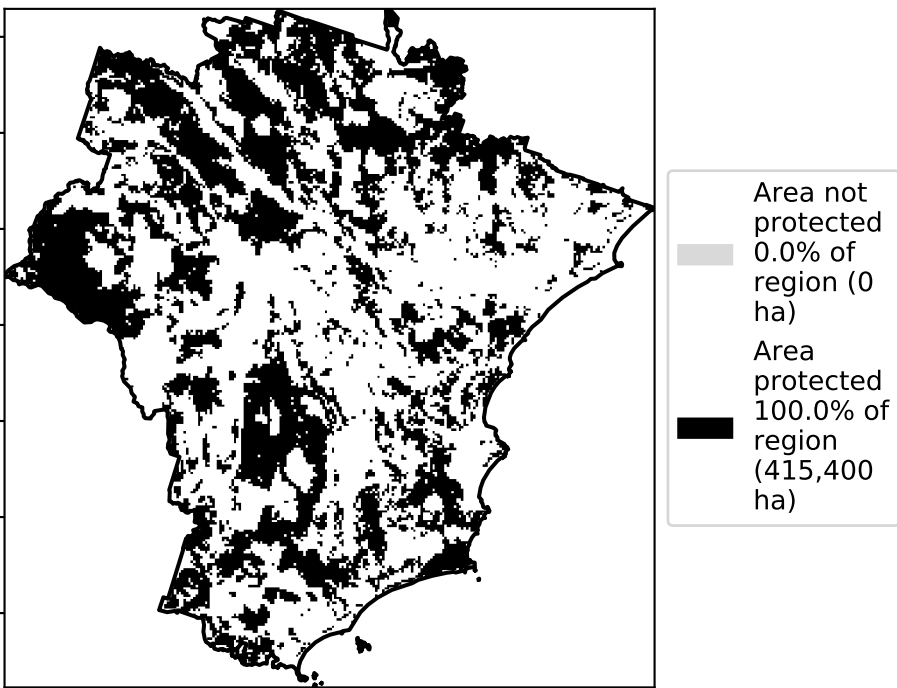 Area not
protected
0.0% of
region (0
ha)
Area
protected
100.0% of
region
(415,400
ha)